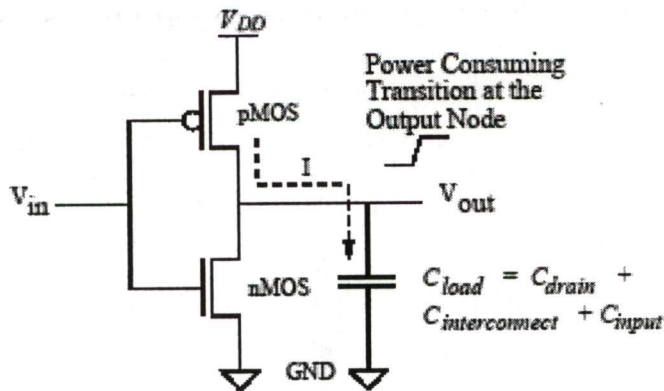 V_DD
Power Consuming
Transition at the
Output Node
pMOS
I
V_in
V_out
nMOS
C_load = C_drain +
C_interconnect + C_input
GND